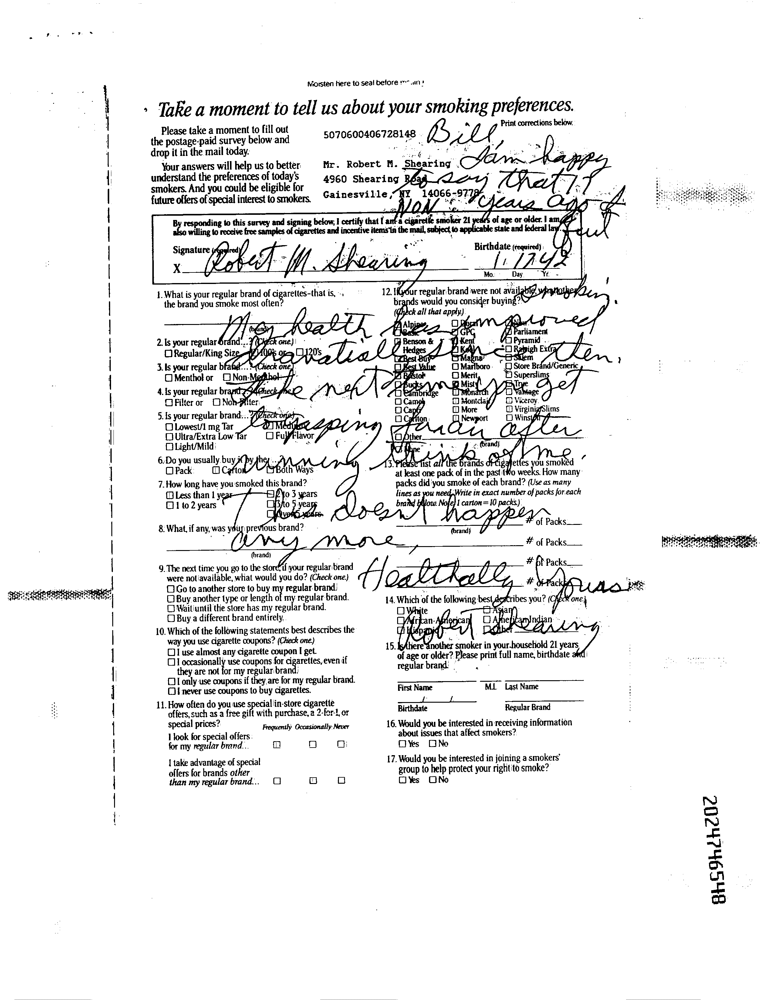 Moisten here to seal before
Take a moment to tell us about your smoking preferences.
Please take a moment to fill out
the postage-paid survey below and
drop it in the mail today.
Your answers will help us to better
understand the preferences of today's
smokers. And you could be eligible for
future offers of special interest to smokers.
Print corrections below.
5070600406728148
Mr. Robert M. Shearing
4960 Shearing Road
Gainesville, NY 14066-9778
Bill,
I am happy
to say that 17
years ago I
By responding to this survey and signing below, I certify that I am a cigarette smoker 21 years of age or older. I am
also willing to receive free samples of cigarettes and incentive items in the mail, subject to applicable state and federal law.
Signature (required)
X Robert M. Shearing
Birthdate (required)
Mo. Day Yr.
1. What is your regular brand of cigarettes–that is,
the brand you smoke most often?
(brand)
2. Is your regular brand...? (Check one.)
Regular/King Size 100's or 120's
3. Is your regular brand...? (Check one.)
Menthol or Non-Menthol
4. Is your regular brand...? (Check one.)
Filter or Non-Filter
5. Is your regular brand...? (Check one.)
Lowest/1 mg Tar Medium
Ultra/Extra Low Tar Full Flavor
Light/Mild
6. Do you usually buy it by the...
Pack Carton Both Ways
7. How long have you smoked this brand?
Less than 1 year 2 to 3 years
1 to 2 years 3 to 5 years
Over 5 years
8. What, if any, was your previous brand?
(brand)
9. The next time you go to the store, if your regular brand
were not available, what would you do? (Check one.)
Go to another store to buy my regular brand.
Buy another type or length of my regular brand.
Wait until the store has my regular brand.
Buy a different brand entirely.
10. Which of the following statements best describes the
way you use cigarette coupons? (Check one.)
I use almost any cigarette coupon I get.
I occasionally use coupons for cigarettes, even if
they are not for my regular brand.
I only use coupons if they are for my regular brand.
I never use coupons to buy cigarettes.
11. How often do you use special in-store cigarette
offers, such as a free gift with purchase, a 2-for-1, or
special prices?
Frequently Occasionally Never
I look for special offers
for my regular brand...
I take advantage of special
offers for brands other
than my regular brand...
12. If your regular brand were not available, what other
brands would you consider buying?
(Check all that apply.)
Alpine
Benson & Hedges
Best Buy
Best Value
Bristol
Bucks
Cambridge
Camel
Capri
Carlton
Other
GPC
Kent
Kool
Magna
Marlboro
Merit
Misty
Monarch
Montclair
More
Newport
Parliament
Pyramid
Raleigh Extra
Salem
Store Brand/Generic
Superslims
True
Vantage
Viceroy
Virginia Slims
Winston
(brand)
None
My health
has improved
then,
the next time
get
gasping
after
running
think of me.
It doesn't happen
any more,
Healthally yours
Robert Shearing
13. Please list all the brands of cigarettes you smoked
at least one pack of in the past two weeks. How many
packs did you smoke of each brand? (Use as many
lines as you need. Write in exact number of packs for each
brand below. Note: 1 carton = 10 packs.)
# of Packs
(brand)
# of Packs
# of Packs
# of Packs
14. Which of the following best describes you? (Check one.)
White Asian
African-American American Indian
Hispanic Other
15. Is there another smoker in your household 21 years
of age or older? Please print full name, birthdate and
regular brand.
First Name M.I. Last Name
/ /
Birthdate Regular Brand
16. Would you be interested in receiving information
about issues that affect smokers?
Yes No
17. Would you be interested in joining a smokers'
group to help protect your right to smoke?
Yes No
2024746548